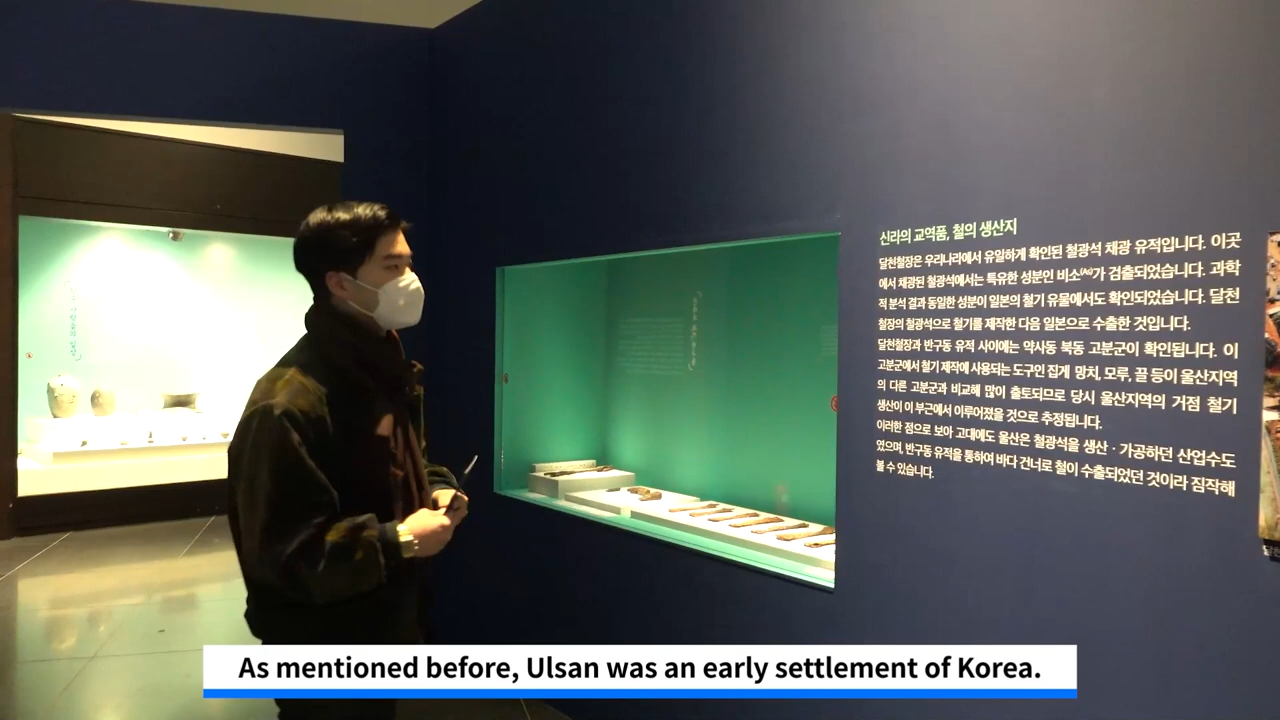 신라의 교역품, 철의 생산지
달천철장은 우리나라에서 유일하게 확인된 철광석 채광 유적입니다. 이곳
에서 채광된 철광석에서는 특유한 성분인 비소(As)가 검출되었습니다. 과학
적 분석 결과 동일한 성분이 일본의 철기 유물에서도 확인되었습니다. 달천
철장의 철광석으로 철기를 제작한 다음 일본으로 수출한 것입니다.
달천철장과 반구동 유적 사이에는 약사동 북동 고분군이 확인됩니다. 이
고분군에서 철기 제작에 사용되는 도구인 집게 망치, 모루, 끌 등이 울산지역
의 다른 고분군과 비교해 많이 출토되므로 당시 울산지역의 거점 철기
생산이 이 부근에서 이루어졌을 것으로 추정됩니다.
이러한 점으로 보아 고대에도 울산은 철광석을 생산 · 가공하던 산업수도
였으며, 반구동 유적을 통하여 바다 건너로 철이 수출되었던 것이라 짐작해
볼 수 있습니다.
As mentioned before, Ulsan was an early settlement of Korea.